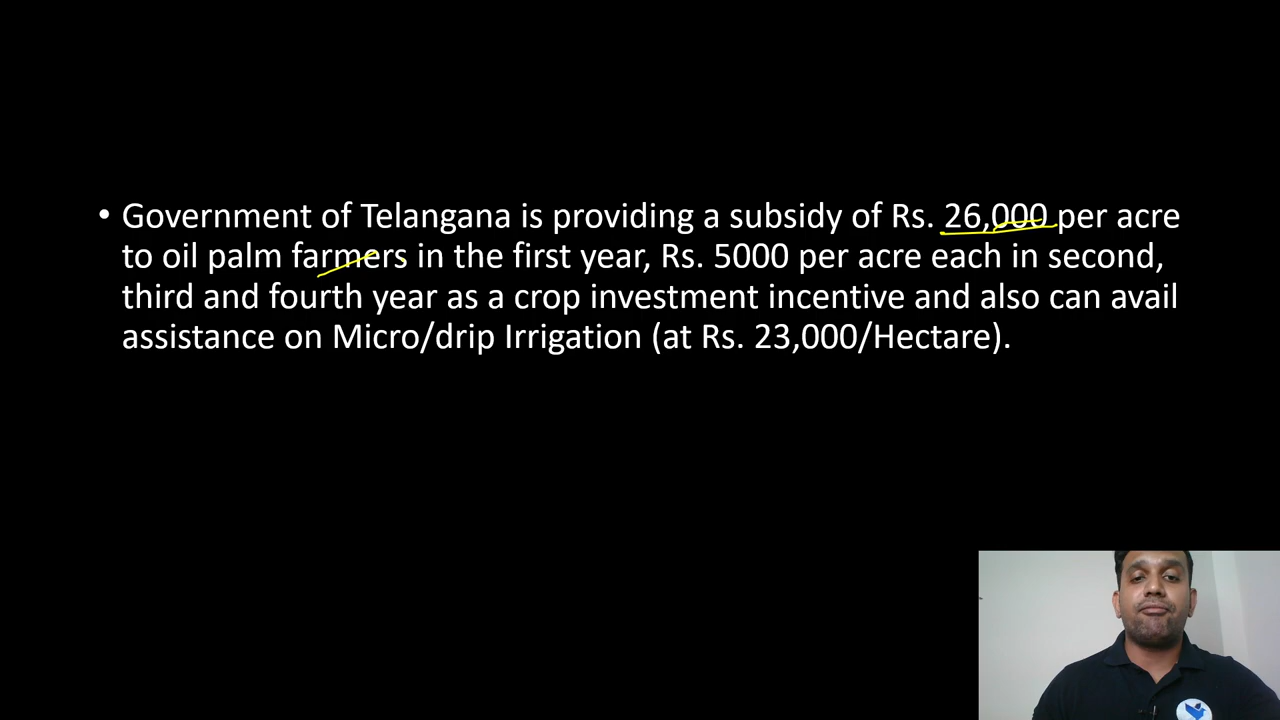 • Government of Telangana is providing a subsidy of Rs. 26,000 per acre
to oil palm farmers in the first year, Rs. 5000 per acre each in second,
third and fourth year as a crop investment incentive and also can avail
assistance on Micro/drip Irrigation (at Rs. 23,000/Hectare).